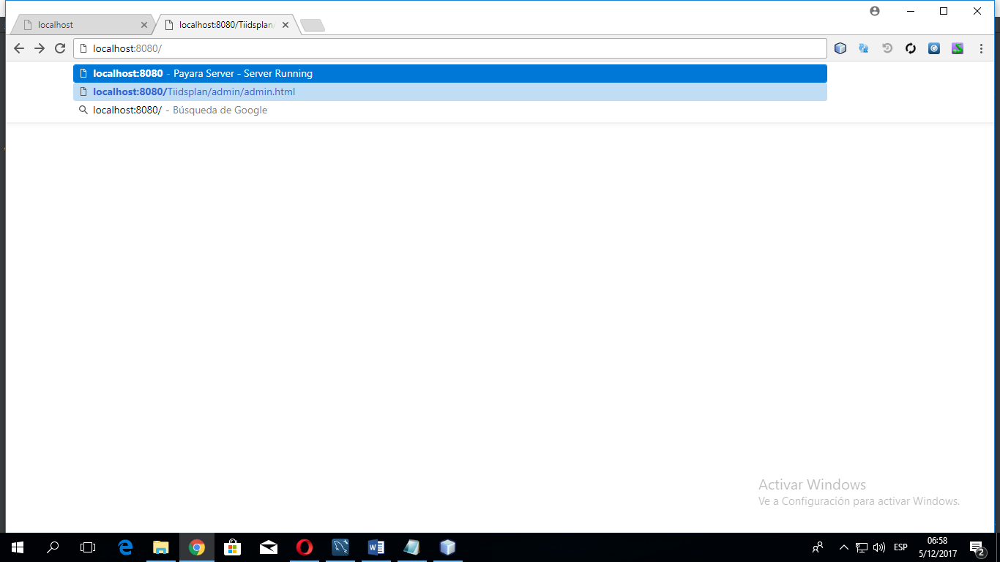 localhost
localhost:8080/Tiidsplan/
localhost:8080/
localhost:8080 - Payara Server - Server Running
localhost:8080/Tiidsplan/admin/admin.html
localhost:8080/ - Búsqueda de Google
Activar Windows
Ve a Configuración para activar Windows.
ESP
06:58
5/12/2017
2